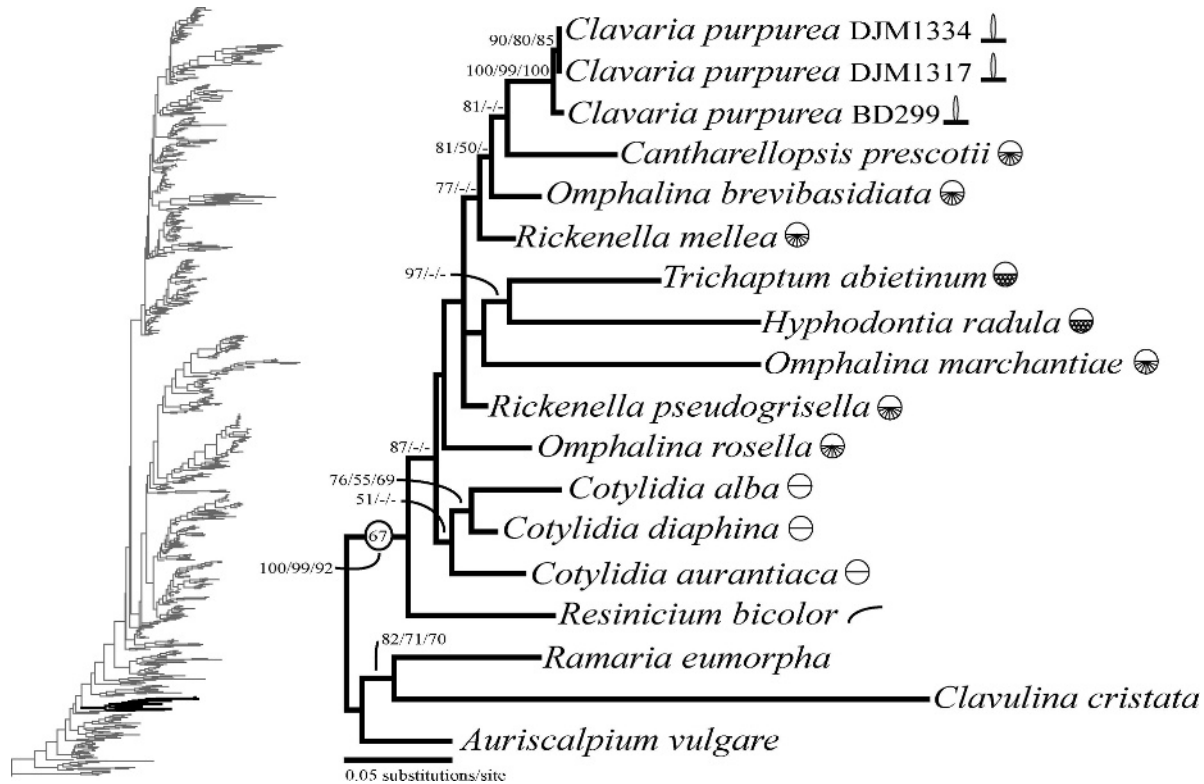 Clavaria purpurea DJM1334
90/80/85
Clavaria purpurea DJM1317
100/99/100
Clavaria purpurea BD299
81/-/-
Cantharellopsis prescotii
81/50/-
Omphalina brevibasidiata
77/-/-
Rickenella mellea
97/-/-
Trichaptum abietinum
Hyphodontia radula
Omphalina marchantiae
Rickenella pseudogrisella
87/-/-
Omphalina rosella
76/55/69
Cotylidia alba
51/-/-
Cotylidia diaphina
67
100/99/92
Cotylidia aurantiaca
Resinicium bicolor
82/71/70
Ramaria eumorpha
Clavulina cristata
Auriscalpium vulgare
0.05 substitutions/site